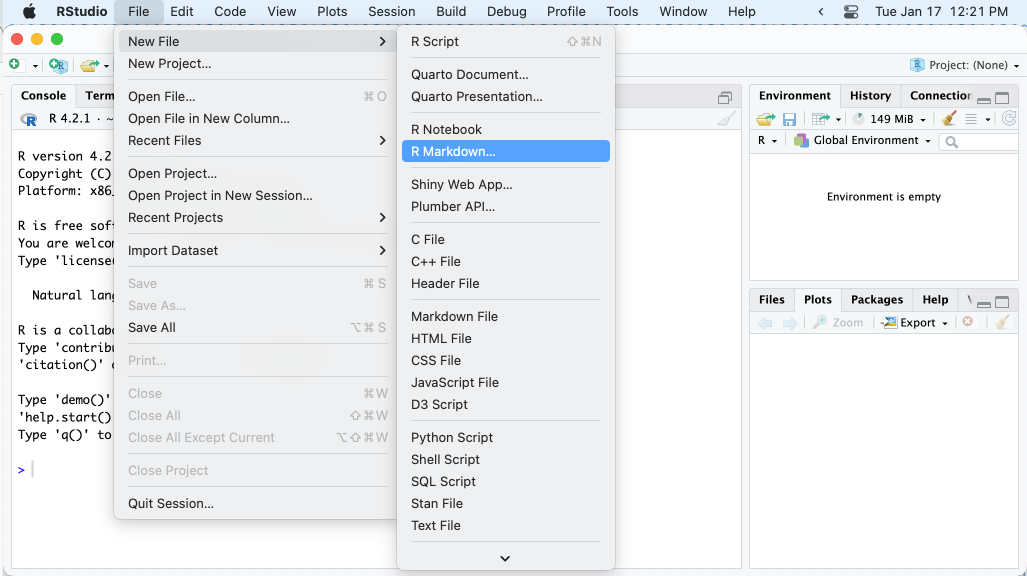 RStudio File Edit Code View Plots Session Build Debug Profile Tools Window Help Tue Jan 17 12:21 PM
Project: (None)
New File
New Project...
Open File... ⌘ O
Open File in New Column...
Recent Files
Open Project...
Open Project in New Session...
Recent Projects
Import Dataset
Save ⌘ S
Save As...
Save All ⌥⌘ S
Print...
Close ⌘W
Close All ⇧⌘W
Close All Except Current ⌥⇧⌘W
Close Project
Quit Session...
R Script ⇧⌘N
Quarto Document...
Quarto Presentation...
R Notebook
R Markdown...
Shiny Web App...
Plumber API...
C File
C++ File
Header File
Markdown File
HTML File
CSS File
JavaScript File
D3 Script
Python Script
Shell Script
SQL Script
Stan File
Text File
Console Term
R 4.2.1 · ~
R version 4.2
Copyright (C)
Platform: x86_
R is free sof
You are welco
Type 'license(
Natural lang
R is a collab
Type 'contribu
'citation()' o
Type 'demo()'
'help.start()
Type 'q()' to
>
Environment History Connection
149 MiB
R Global Environment
Environment is empty
Files Plots Packages Help
Zoom Export